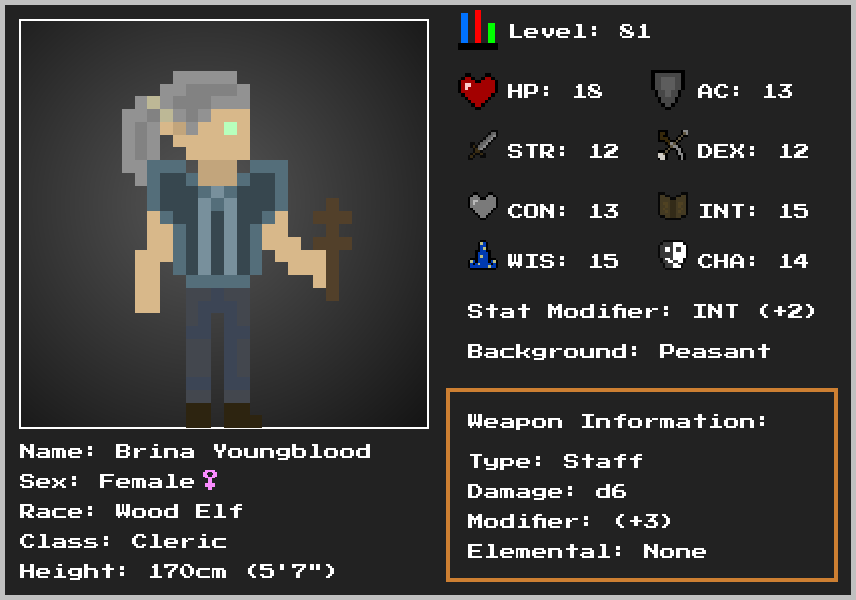 Level: 81
HP: 18 AC: 13
STR: 12 DEX: 12
CON: 13 INT: 15
WIS: 15 CHA: 14
Stat Modifier: INT (+2)
Background: Peasant
Weapon Information:
Type: Staff
Damage: d6
Modifier: (+3)
Elemental: None
Name: Brina Youngblood
Sex: Female♀
Race: Wood Elf
Class: Cleric
Height: 170cm (5'7")